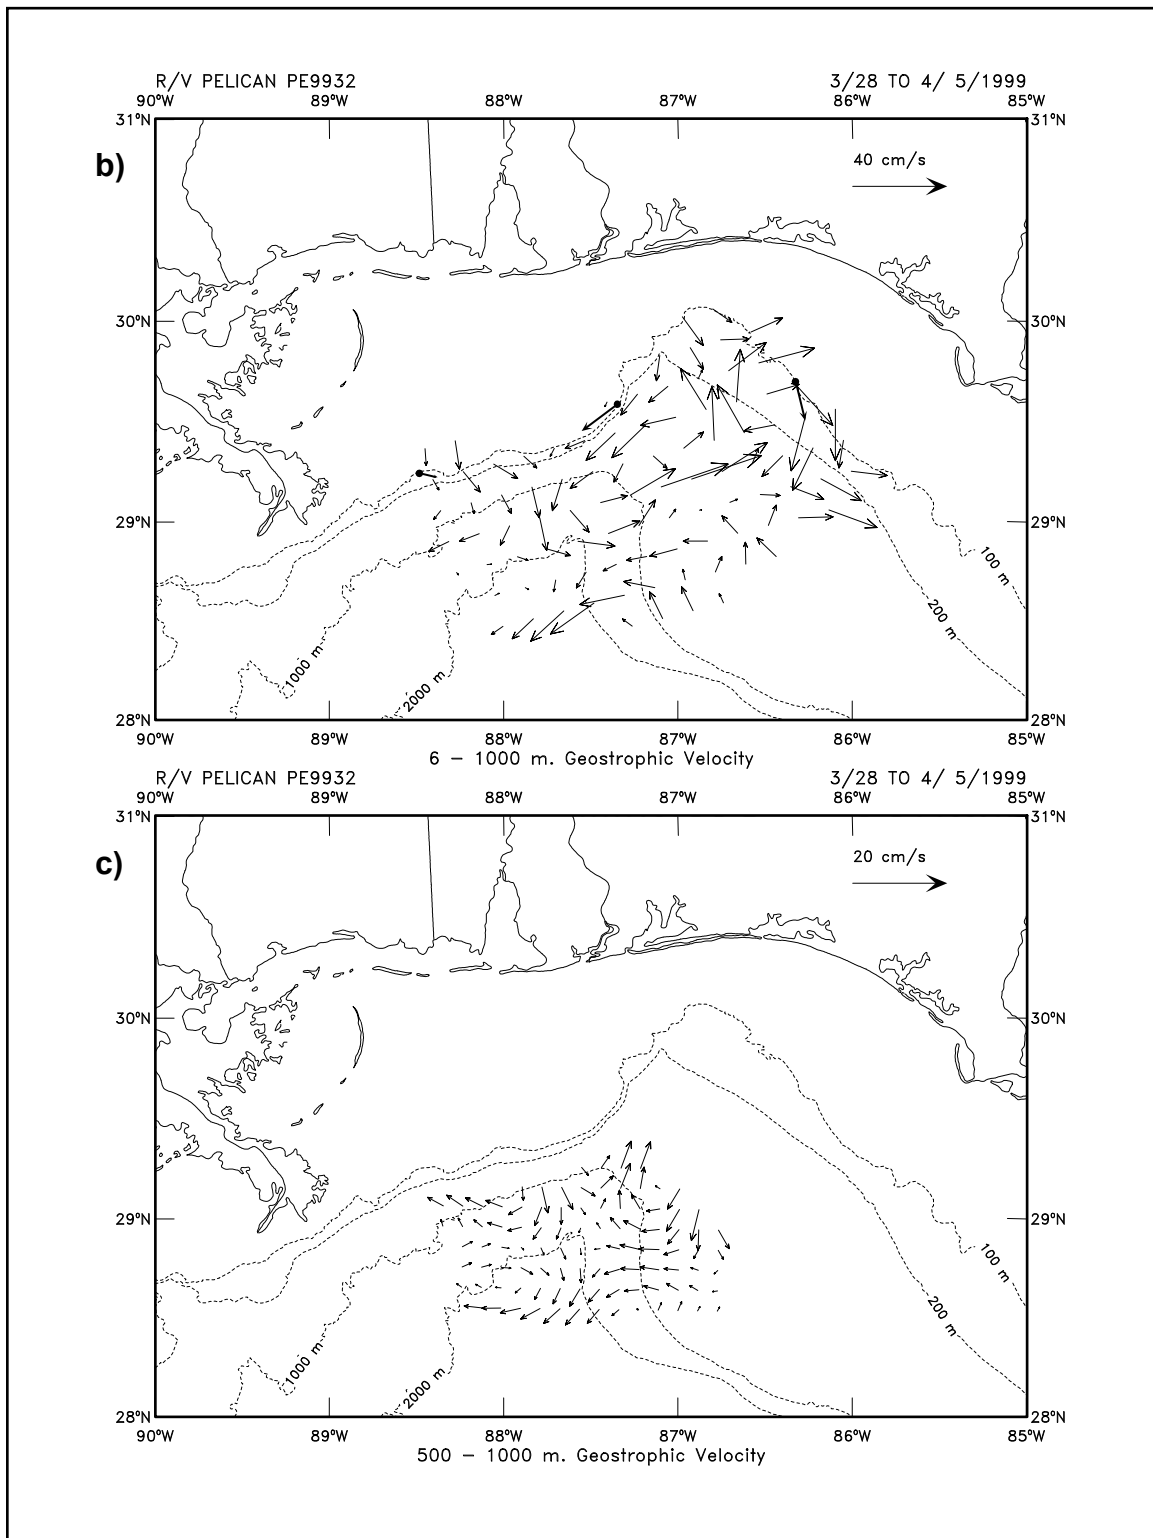 R/V PELICAN PE9932 3/28 TO 4/ 5/1999
90°W 89°W 88°W 87°W 86°W 85°W
31°N 31°N
b)
40 cm/s
30°N 30°N
29°N 29°N
100 m
200 m
1000 m
2000 m
28°N 28°N
90°W 89°W 88°W 87°W 86°W 85°W
6 – 1000 m. Geostrophic Velocity
R/V PELICAN PE9932 3/28 TO 4/ 5/1999
90°W 89°W 88°W 87°W 86°W 85°W
31°N 31°N
c)
20 cm/s
30°N 30°N
29°N 29°N
100 m
200 m
1000 m
2000 m
28°N 28°N
90°W 89°W 88°W 87°W 86°W 85°W
500 – 1000 m. Geostrophic Velocity